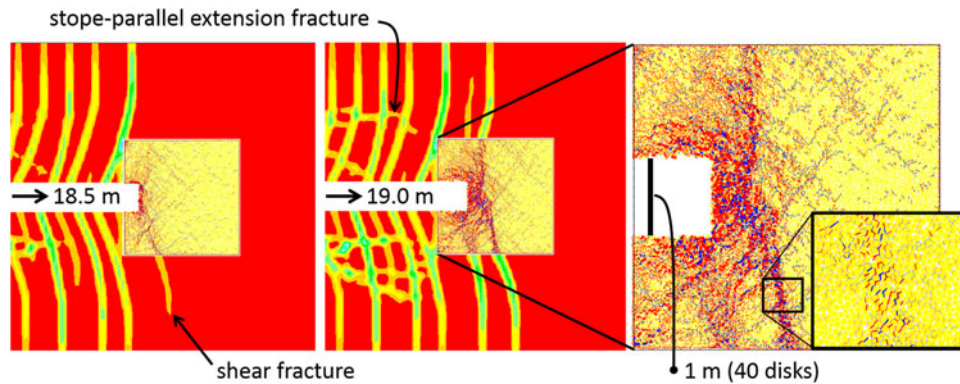 stope-parallel extension fracture
18.5 m
19.0 m
shear fracture
1 m (40 disks)